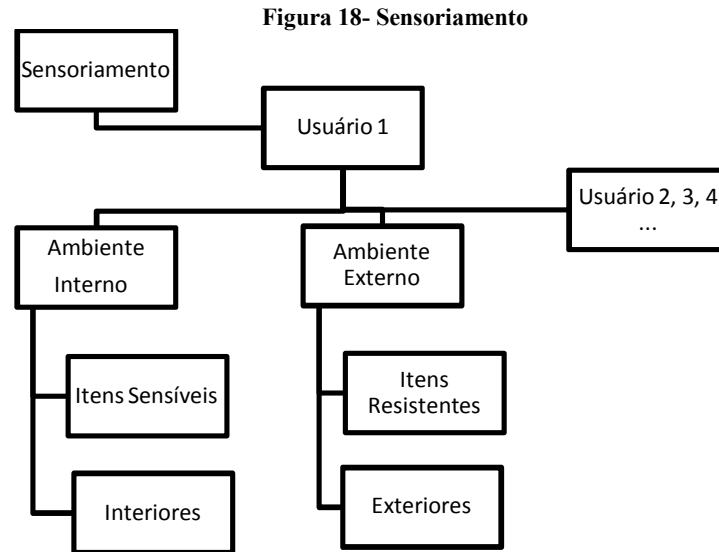 Figura 18- Sensoriamento
Sensoriamento
Usuário 1
Usuário 2, 3, 4
...
Ambiente
Interno
Ambiente
Externo
Itens Sensíveis
Itens
Resistentes
Interiores
Exteriores